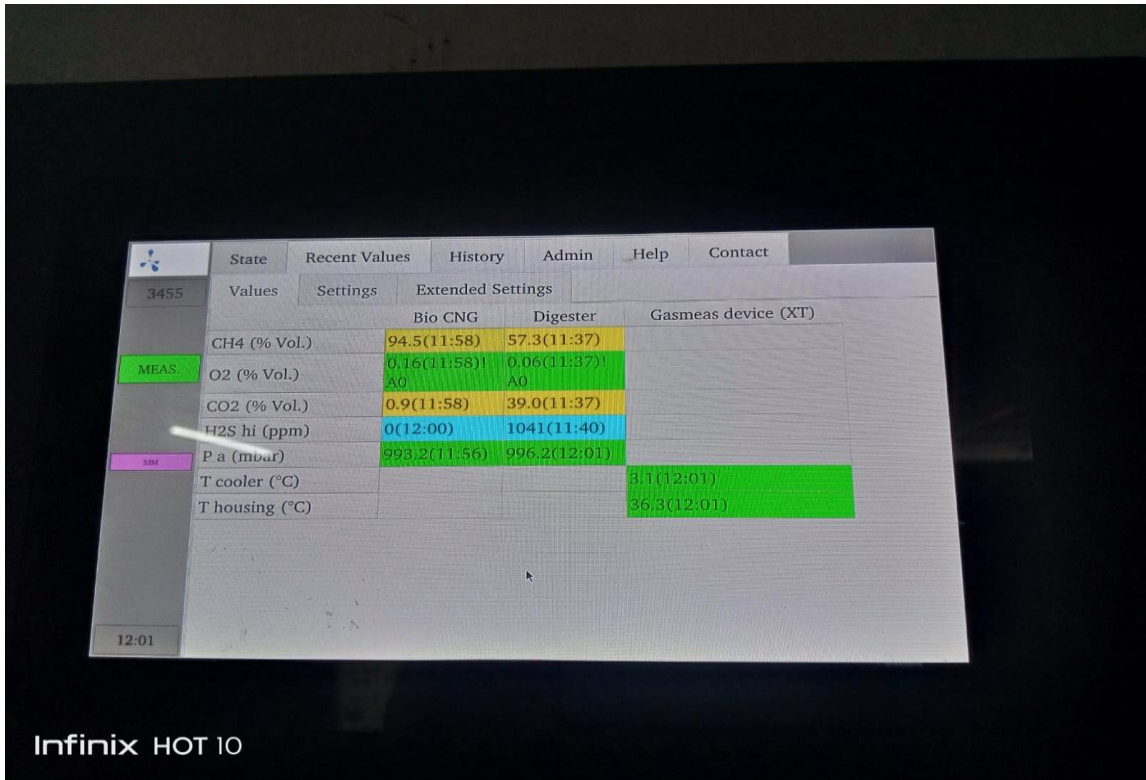 State Recent Values History Admin Help Contact
3455 Values Settings Extended Settings
Bio CNG Digester Gasmeas device (XT)
CH4 (% Vol.) 94.5(11:58) 57.3(11:37)
MEAS. O2 (% Vol.) 0.16(11:58)! A0 0.06(11:37)! A0
CO2 (% Vol.) 0.9(11:58) 39.0(11:37)
H2S hi (ppm) 0(12:00) 1041(11:40)
SIM P a (mbar) 993.2(11:56) 996.2(12:01)
T cooler (°C) 3.1(12:01)
T housing (°C) 36.3(12:01)
12:01
Infinix HOT 10